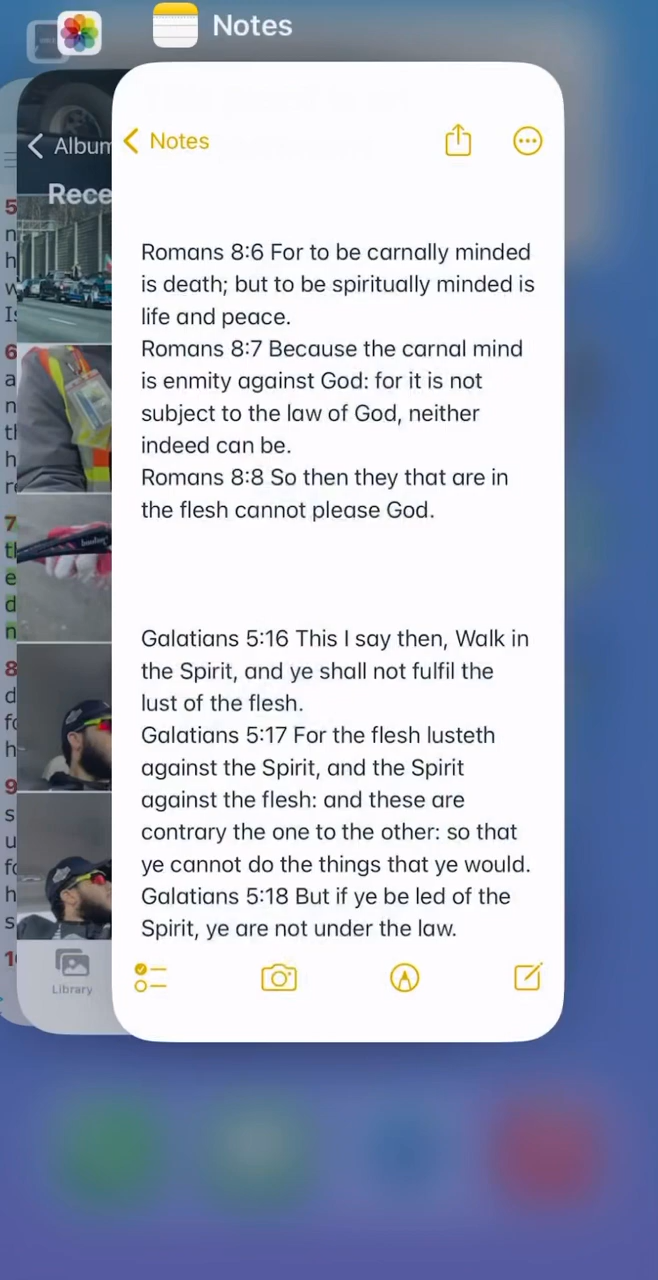 Notes
Notes
Album
Rece
Romans 8:6 For to be carnally minded
is death; but to be spiritually minded is
life and peace.
Romans 8:7 Because the carnal mind
is enmity against God: for it is not
subject to the law of God, neither
indeed can be.
Romans 8:8 So then they that are in
the flesh cannot please God.
Galatians 5:16 This I say then, Walk in
the Spirit, and ye shall not fulfil the
lust of the flesh.
Galatians 5:17 For the flesh lusteth
against the Spirit, and the Spirit
against the flesh: and these are
contrary the one to the other: so that
ye cannot do the things that ye would.
Galatians 5:18 But if ye be led of the
Spirit, ye are not under the law.
Library
5
6
7
8
9